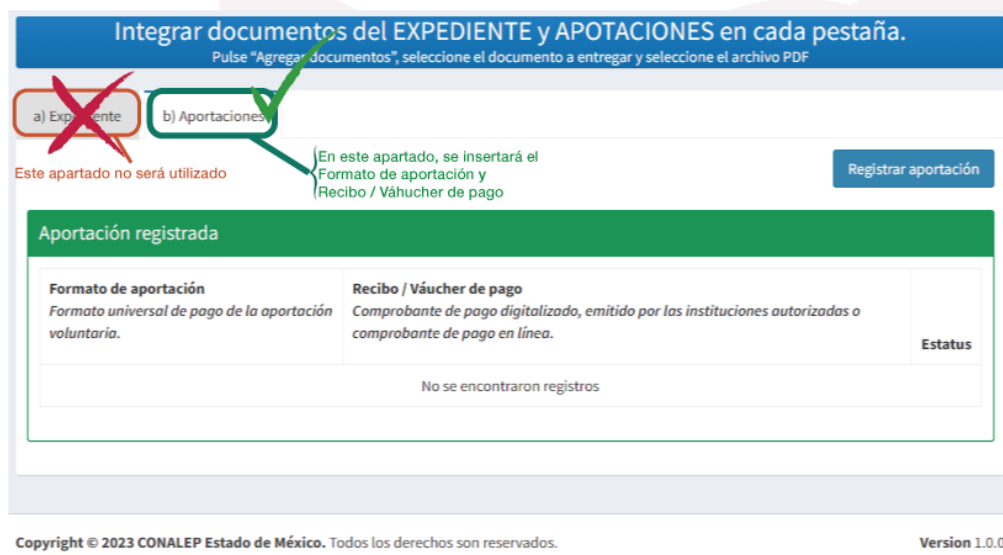 Integrar documentos del EXPEDIENTE y APOTACIONES en cada pestaña.
Pulse “Agregar documentos”, seleccione el documento a entregar y seleccione el archivo PDF
a) Expediente
b) Aportaciones
Este apartado no será utilizado
En este apartado, se insertará el
Formato de aportación y
Recibo / Váhucher de pago
Registrar aportación
Aportación registrada
Formato de aportación
Formato universal de pago de la aportación
voluntaria.
Recibo / Váucher de pago
Comprobante de pago digitalizado, emitido por las instituciones autorizadas o
comprobante de pago en línea.
Estatus
No se encontraron registros
Copyright © 2023 CONALEP Estado de México. Todos los derechos son reservados.
Version 1.0.0